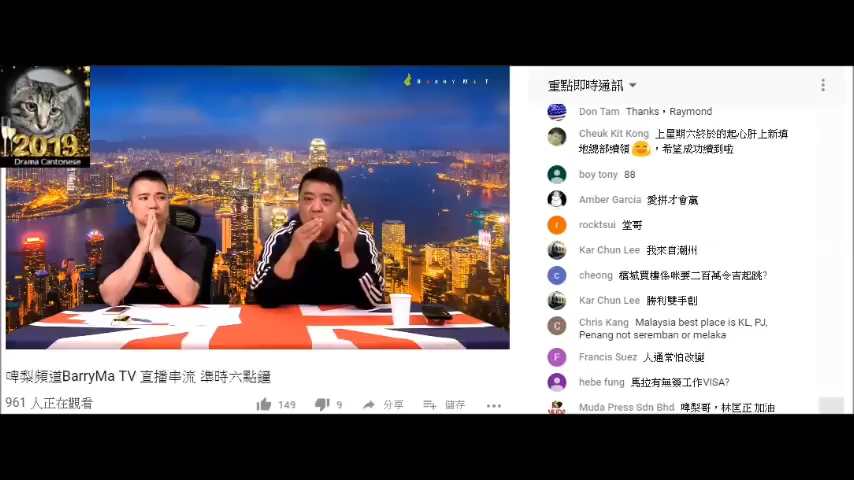 BARRYMAT
2019
Drama Cantonese
啤梨頻道BarryMa TV 直播串流 準時六點鐘
961 人正在觀看
149
9
分享
儲存
重點即時通訊
Don Tam Thanks，Raymond
Cheuk Kit Kong 上星期六終於的起心肝上新填
地總部續領🤗，希望成功續到啦
boy tony 88
Amber Garcia 愛拼才會贏
rocktsui 堂哥
Kar Chun Lee 我來自潮州
cheong 檳城買樓係咪要二百萬令吉起跳?
Kar Chun Lee 勝利雙手創
Chris Kang Malaysia best place is KL, PJ,
Penang not seremban or melaka
Francis Suez 人通常怕改變
hebe fung 馬拉有無簽工作VISA?
Muda Press Sdn Bhd 啤梨哥，林匡正 加油